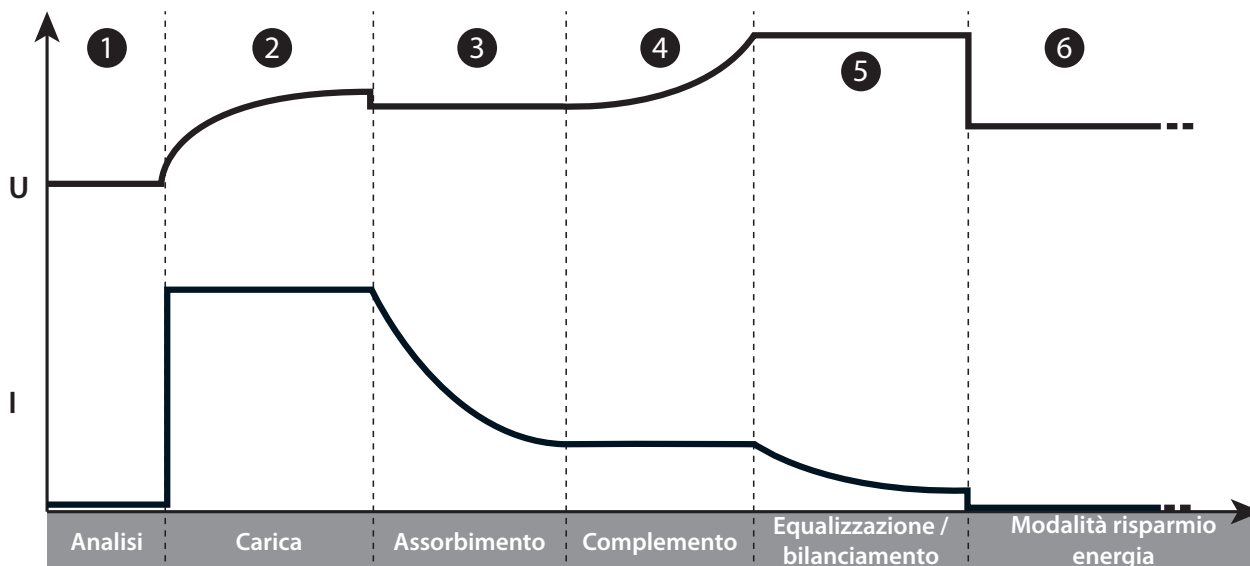 1
2
3
4
5
6
U
I
Analisi
Carica
Assorbimento
Complemento
Equalizzazione /
bilanciamento
Modalità risparmio
energia